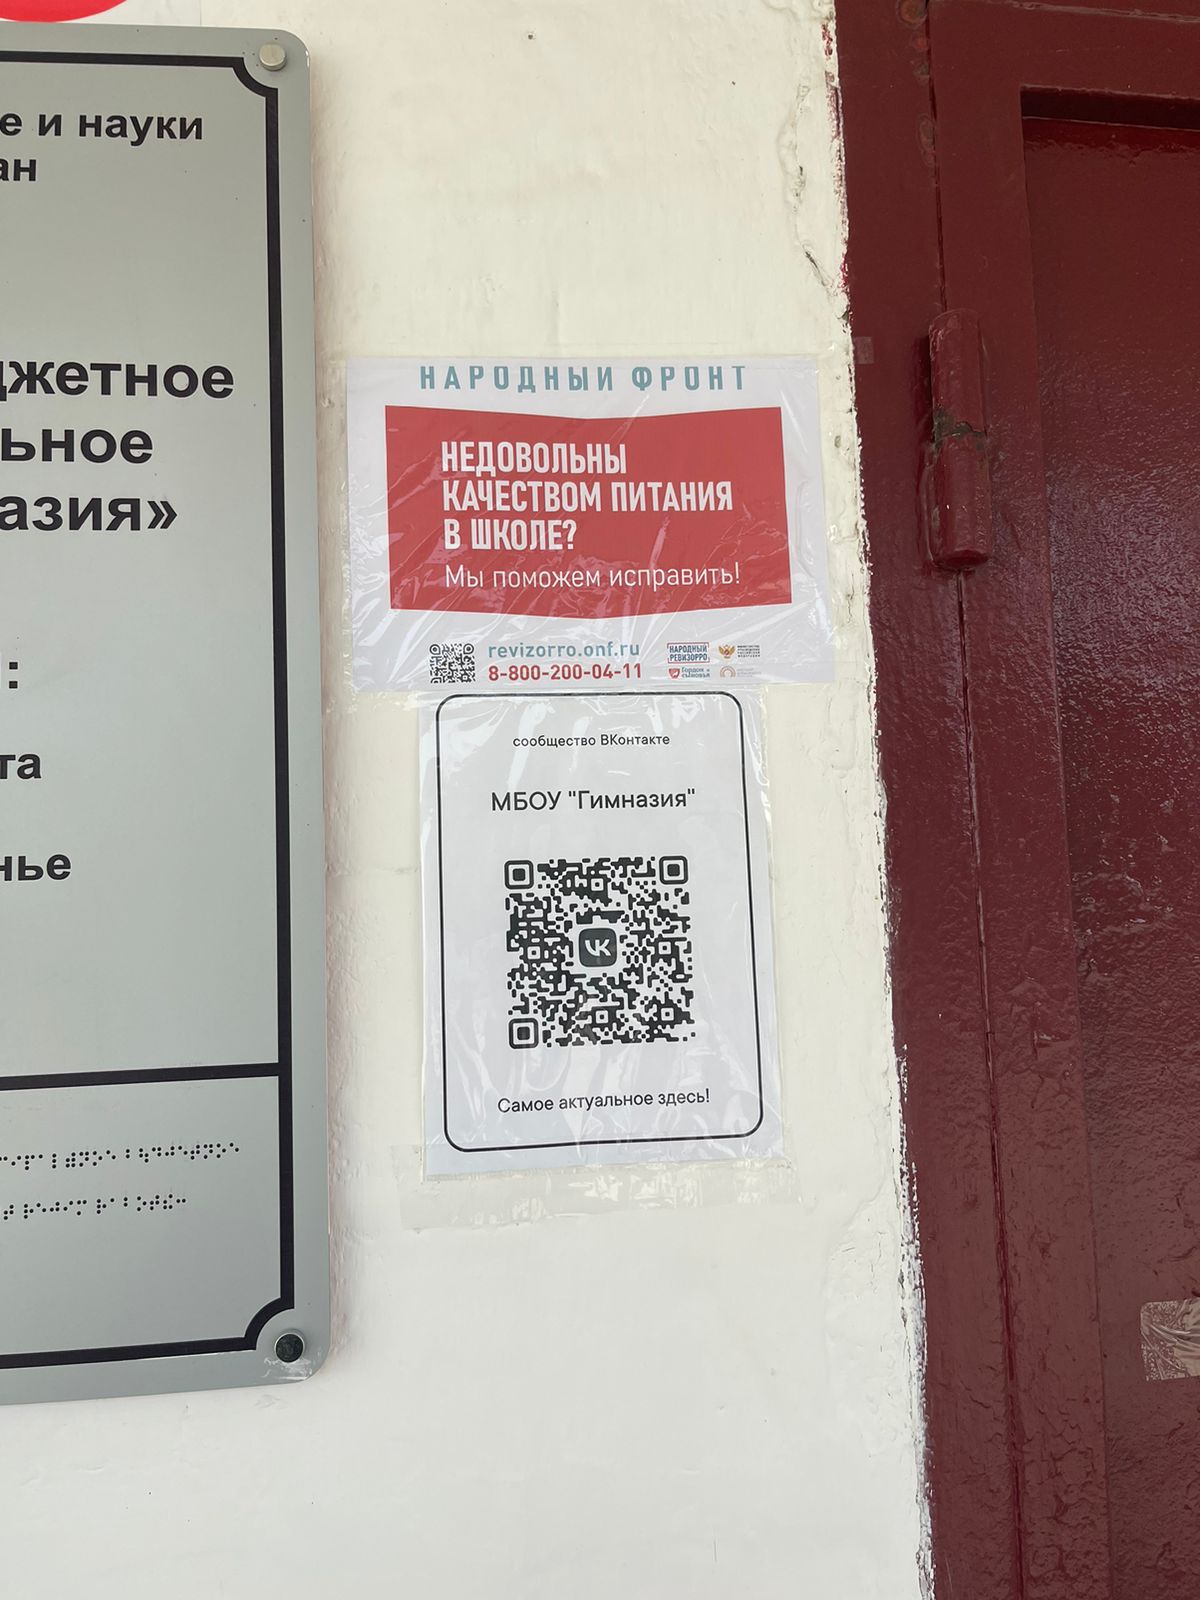 е и науки
ан
джетное
ьное
азия»
:
та
нье
НАРОДНЫЙ ФРОНТ
НЕДОВОЛЬНЫ
КАЧЕСТВОМ ПИТАНИЯ
В ШКОЛЕ?
Мы поможем исправить!
revizorro.onf.ru
8-800-200-04-11
НАРОДНЫЙ
РЕВИЗОРРО
сообщество ВКонтакте
МБОУ "Гимназия"
Самое актуальное здесь!